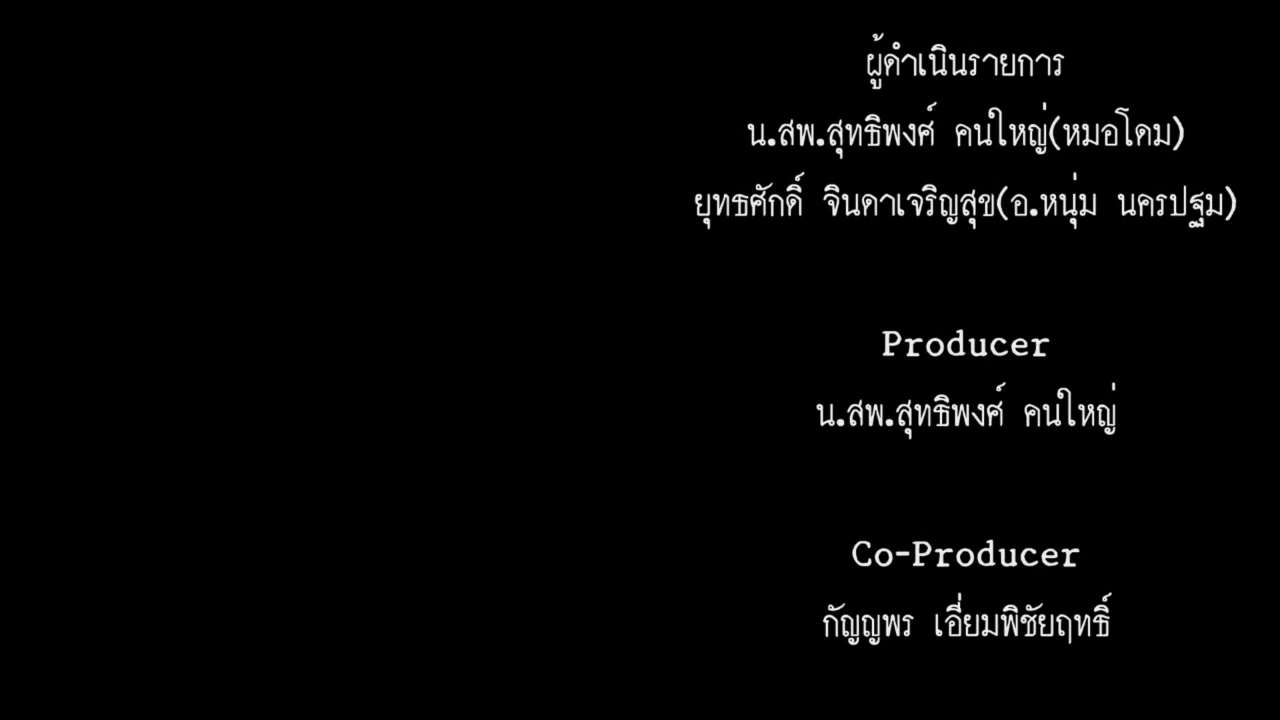 ผู้ดำเนินรายการ
น.สพ.สุทธิพงศ์ คนใหญ่(หมอโดม)
ยุทธศักดิ์ จินดาเจริญสุข(อ.หนุ่ม นครปฐม)
Producer
น.สพ.สุทธิพงศ์ คนใหญ่
Co-Producer
กัญญพร เอี่ยมพิชัยฤทธิ์